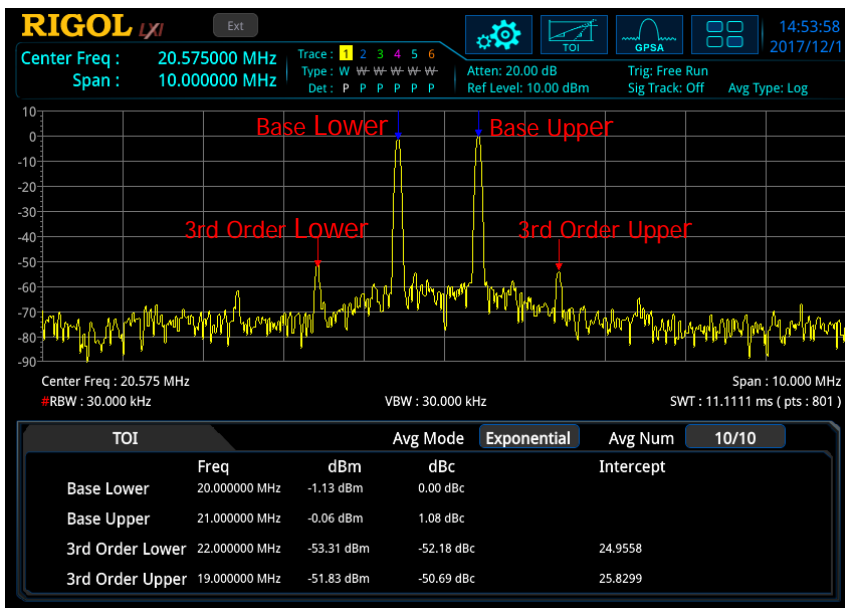 RIGOL LXI Ext
14:53:58
TOI GPSA 2017/12/1
Center Freq : 20.575000 MHz
Span : 10.000000 MHz
Trace : 1 2 3 4 5 6
Type : W W W W W W
Det : P P P P P P
Atten: 20.00 dB
Ref Level: 10.00 dBm
Trig: Free Run
Sig Track: Off Avg Type: Log
10
0
-10
-20
-30
-40
-50
-60
-70
-80
-90
Base Lower Base Upper
3rd Order Lower 3rd Order Upper
Center Freq : 20.575 MHz Span : 10.000 MHz
#RBW : 30.000 kHz VBW : 30.000 kHz SWT : 11.1111 ms ( pts : 801 )
TOI Avg Mode Exponential Avg Num 10/10
Freq dBm dBc Intercept
Base Lower 20.000000 MHz -1.13 dBm 0.00 dBc
Base Upper 21.000000 MHz -0.06 dBm 1.08 dBc
3rd Order Lower 22.000000 MHz -53.31 dBm -52.18 dBc 24.9558
3rd Order Upper 19.000000 MHz -51.83 dBm -50.69 dBc 25.8299